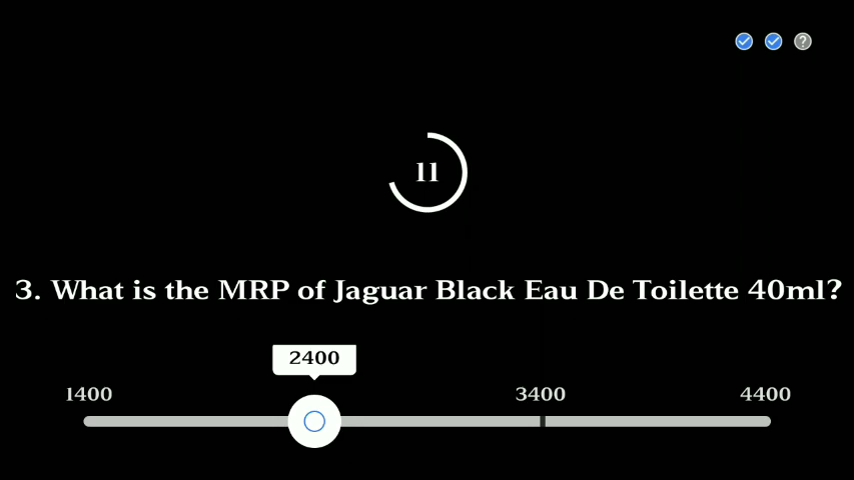 11
3. What is the MRP of Jaguar Black Eau De Toilette 40ml?
2400
1400 3400 4400